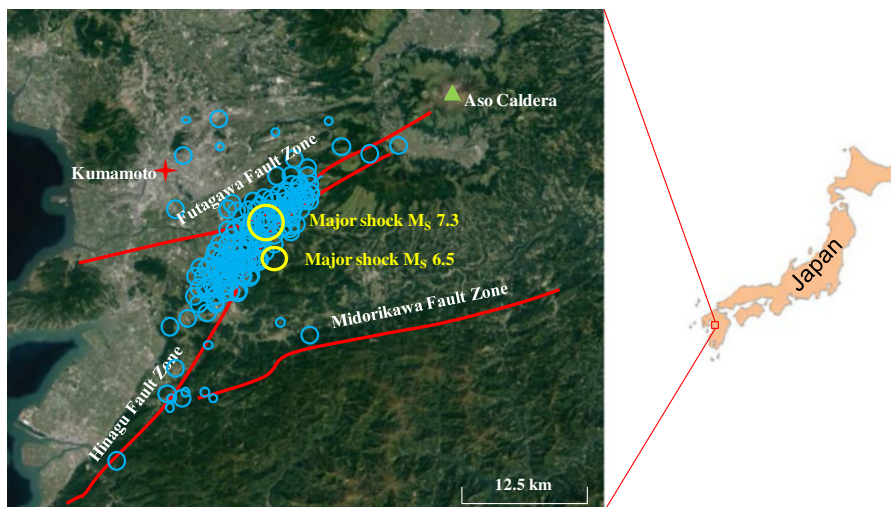 Aso Caldera
Kumamoto
Futagawa Fault Zone
Major shock MS 7.3
Major shock MS 6.5
Midorikawa Fault Zone
Hinagu Fault Zone
12.5 km
Japan